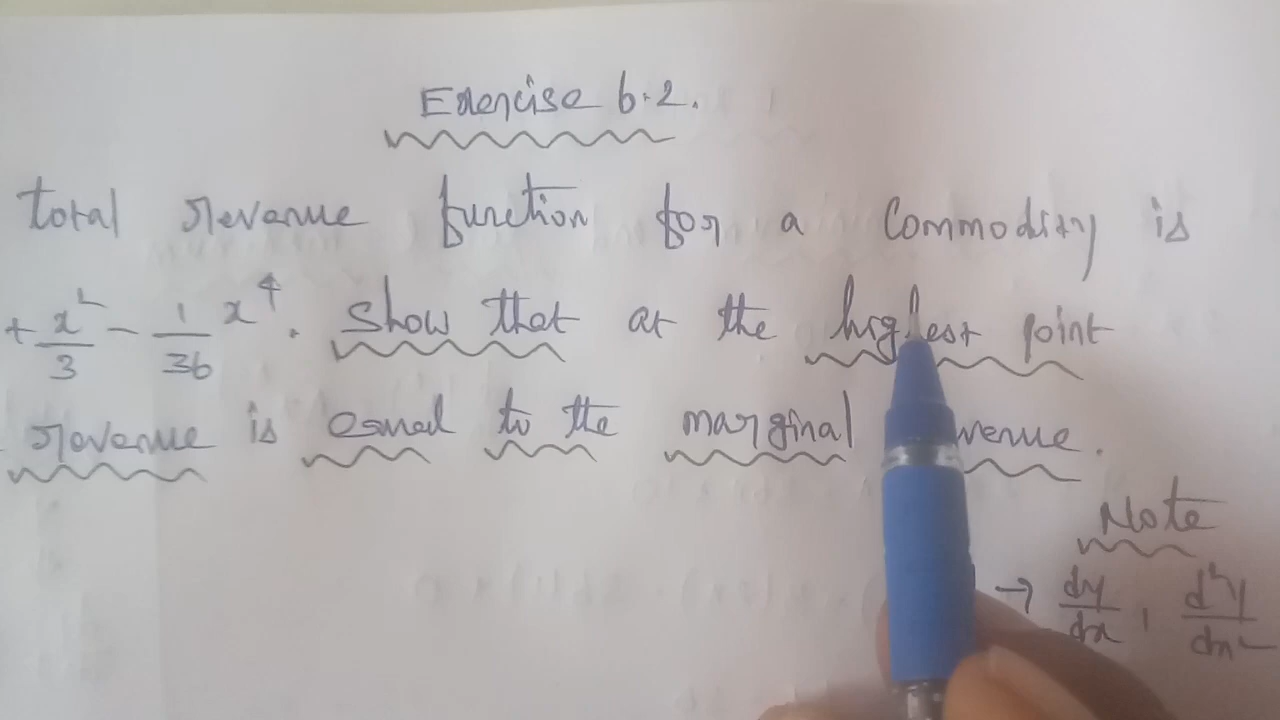 Exercise 6.2.
total revenue function for a commodity is
+ x²/3 − 1/36 x⁴. Show that at the highest point
revenue is equal to the marginal
Note
→ dy/dx, d²y/dx²